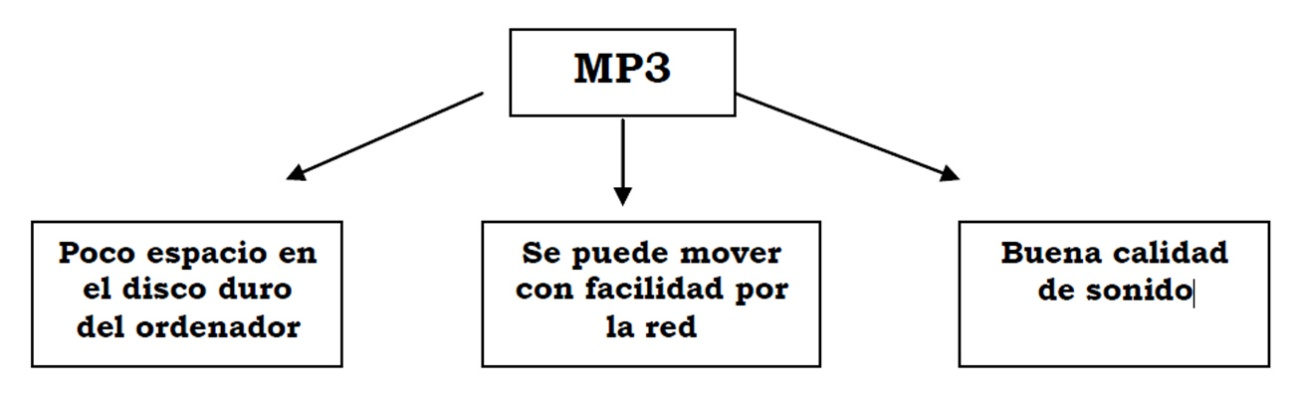 MP3
Poco espacio en
el disco duro
del ordenador
Se puede mover
con facilidad por
la red
Buena calidad
de sonido